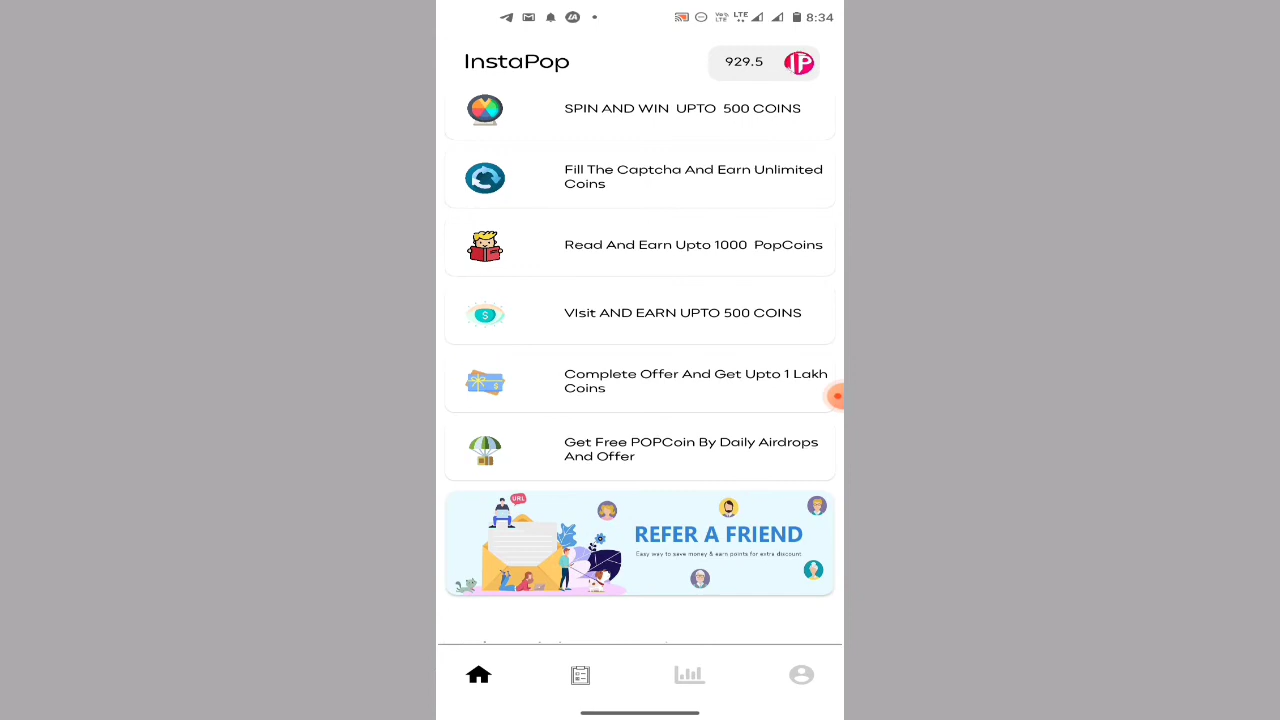 8:34
InstaPop
929.5
SPIN AND WIN UPTO 500 COINS
Fill The Captcha And Earn Unlimited
Coins
Read And Earn Upto 1000 PopCoins
VIsit AND EARN UPTO 500 COINS
Complete Offer And Get Upto 1 Lakh
Coins
Get Free POPCoin By Daily Airdrops
And Offer
URL
REFER A FRIEND
Easy way to save money & earn points for extra discount